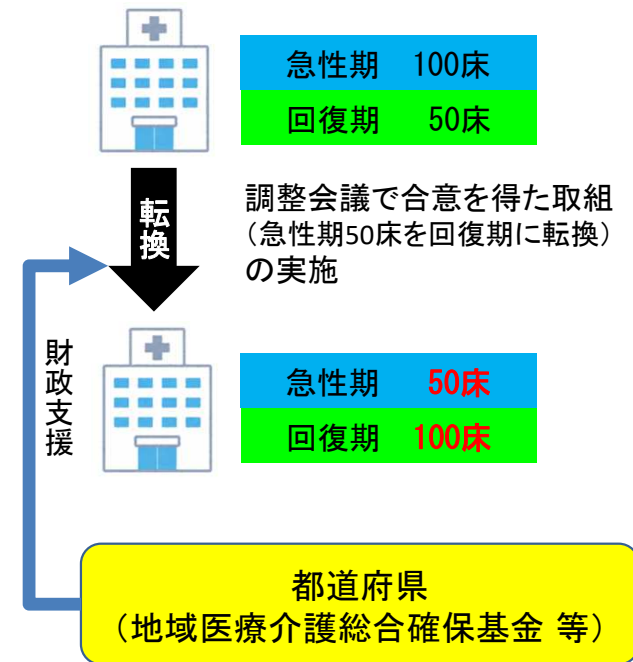 急性期 100床
回復期 50床
転換
調整会議で合意を得た取組
(急性期50床を回復期に転換)
の実施
財政支援
急性期 50床
回復期 100床
都道府県
(地域医療介護総合確保基金 等)